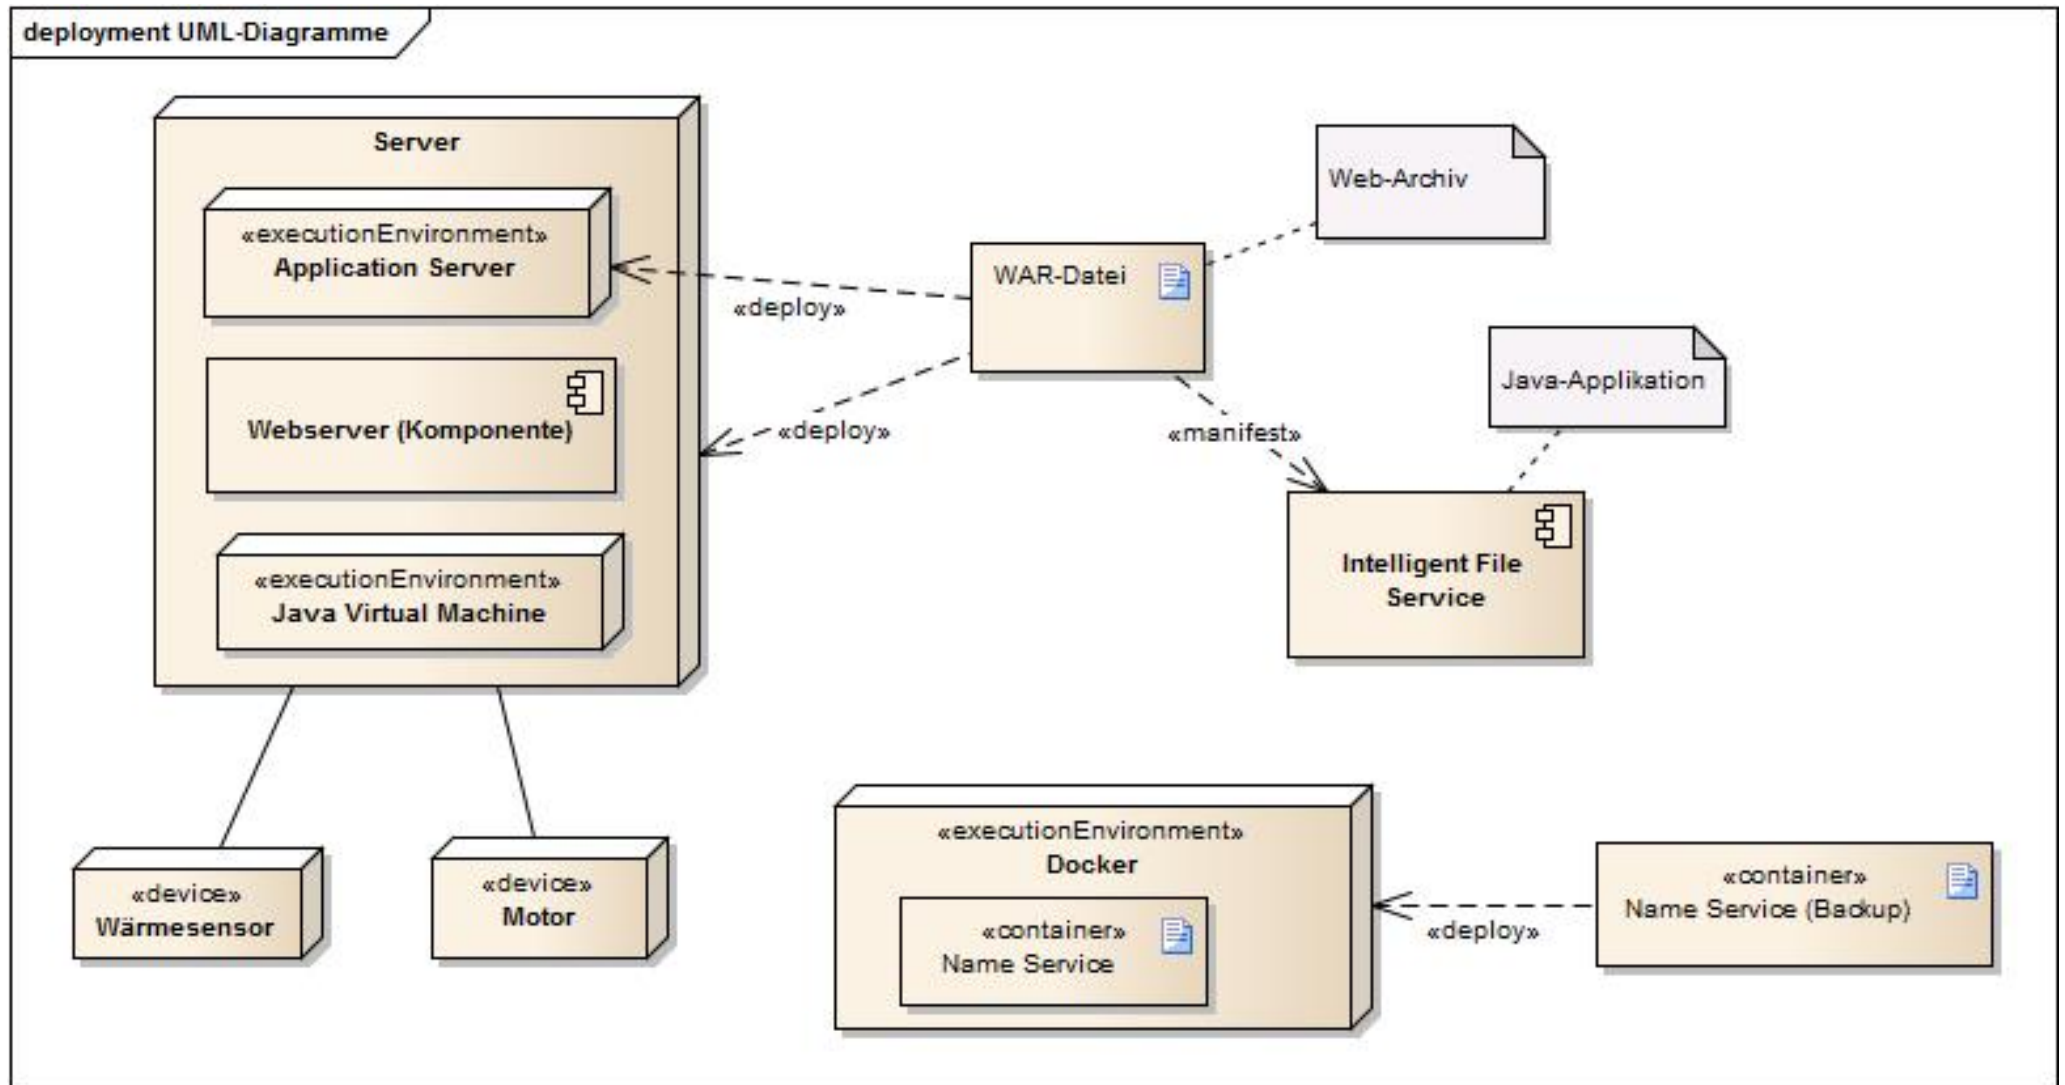 deployment UML-Diagramme
Server
«executionEnvironment»
Application Server
Webserver (Komponente)
«executionEnvironment»
Java Virtual Machine
«deploy»
«deploy»
WAR-Datei
Web-Archiv
«manifest»
Java-Applikation
Intelligent File
Service
«device»
Wärmesensor
«device»
Motor
«executionEnvironment»
Docker
«container»
Name Service
«deploy»
«container»
Name Service (Backup)